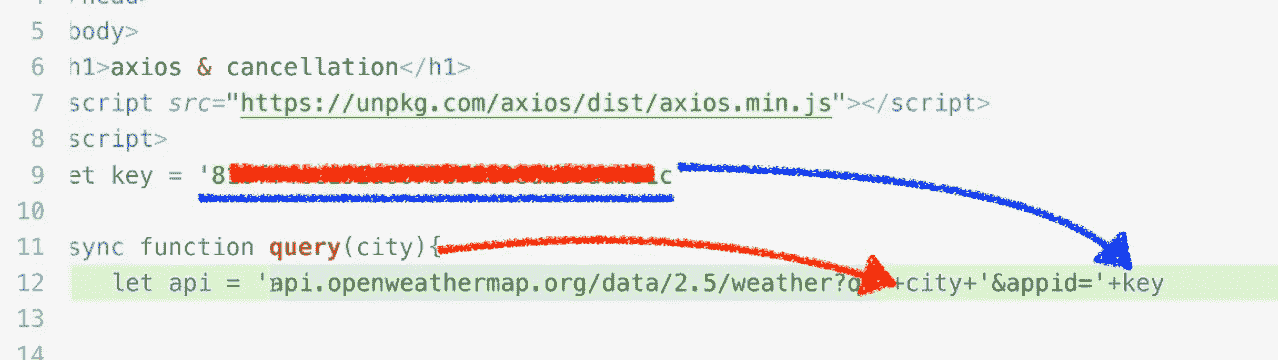 4 /head>
5 body>
6 h1>axios & cancellation</h1>
7 script src="https://unpkg.com/axios/dist/axios.min.js"></script>
8 script>
9 et key = '8 c
10
11 sync function query(city){
12 let api = 'api.openweathermap.org/data/2.5/weather?q +city+'&appid='+key
13
14